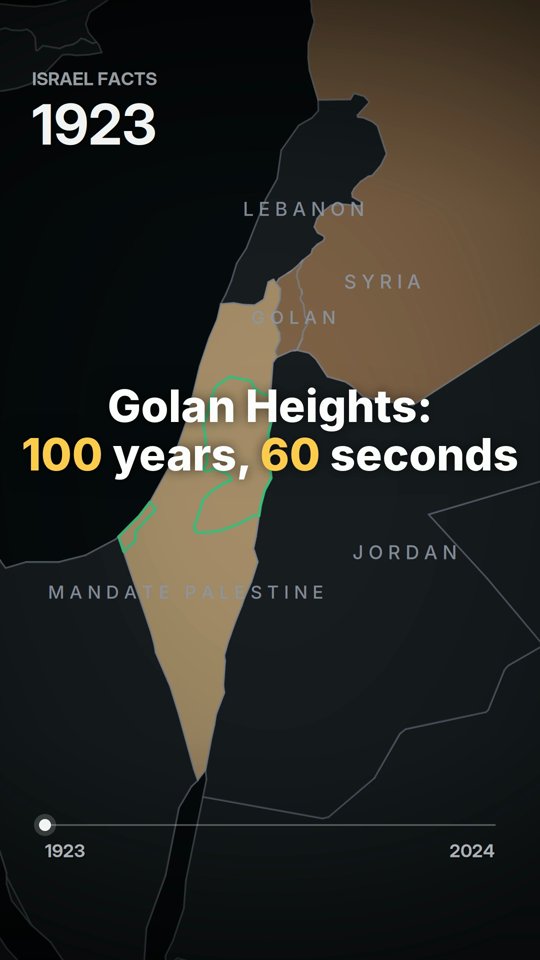 ISRAEL FACTS
1923
LEBANON
SYRIA
GOLAN
Golan Heights:
100 years, 60 seconds
JORDAN
MANDATE PALESTINE
1923
2024